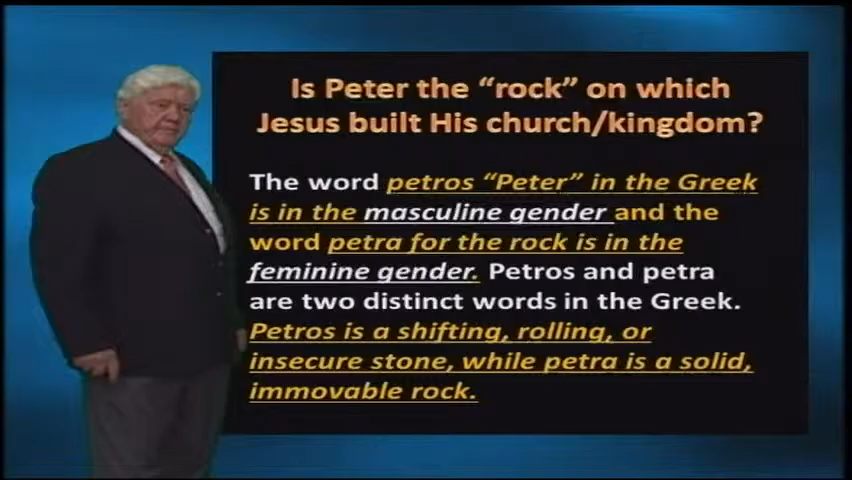 Is Peter the “rock” on which
Jesus built His church/kingdom?
The word petros “Peter” in the Greek
is in the masculine gender and the
word petra for the rock is in the
feminine gender. Petros and petra
are two distinct words in the Greek.
Petros is a shifting, rolling, or
insecure stone, while petra is a solid,
immovable rock.